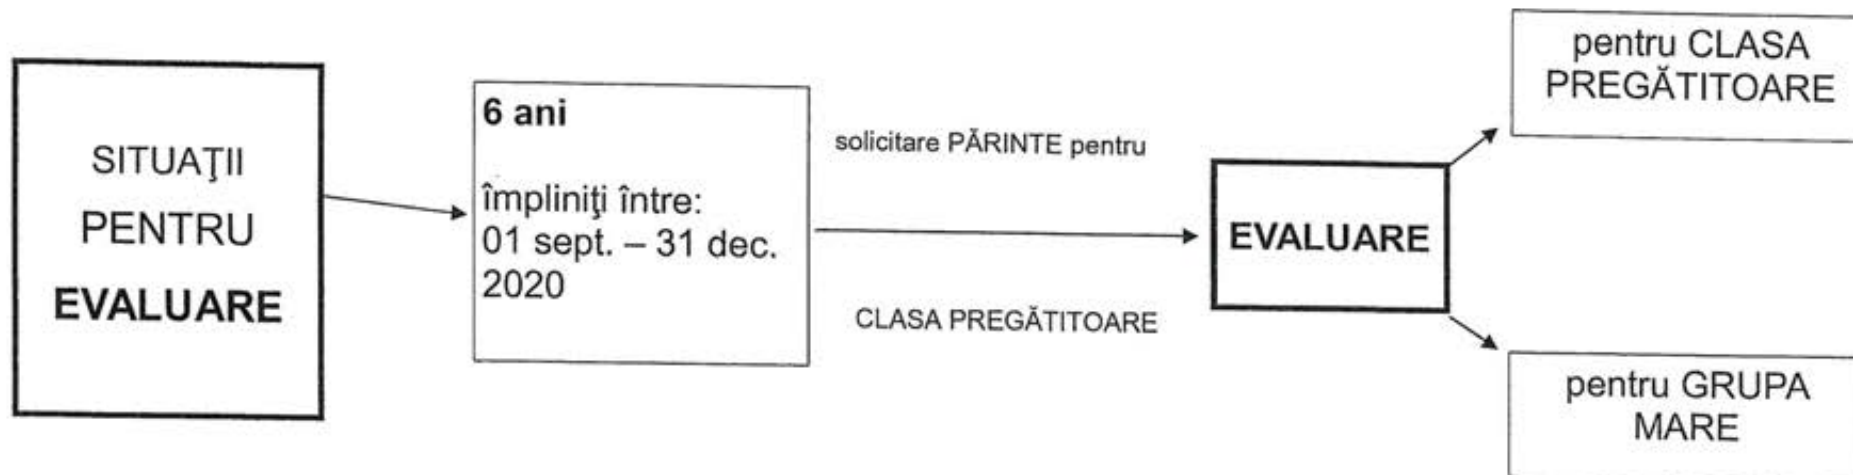 SITUAŢII
PENTRU
EVALUARE
6 ani
împliniţi între:
01 sept. – 31 dec.
2020
solicitare PĂRINTE pentru
CLASA PREGĂTITOARE
EVALUARE
pentru CLASA
PREGĂTITOARE
pentru GRUPA
MARE